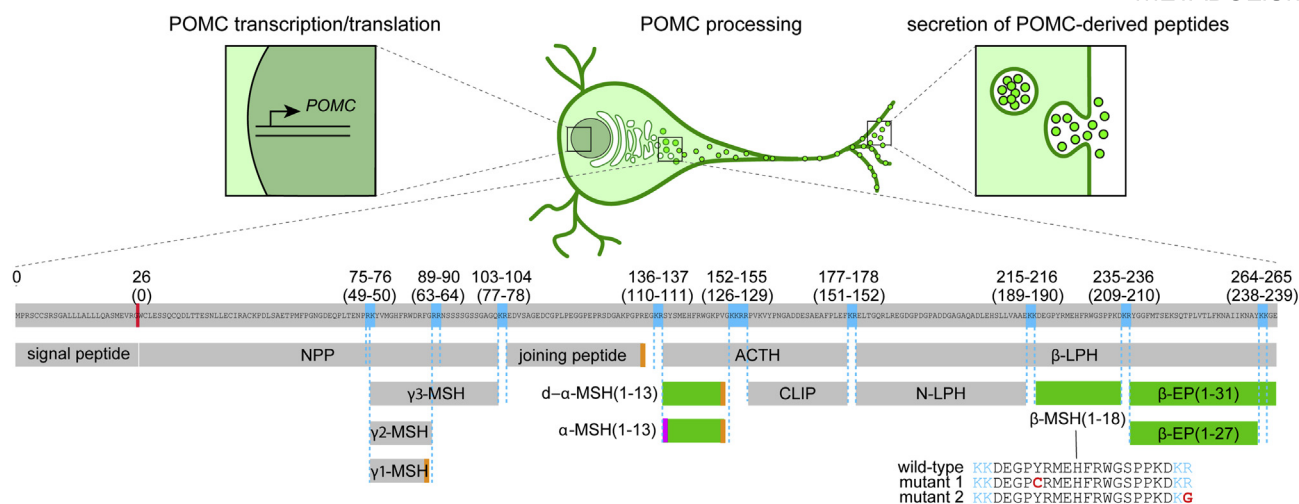 POMC transcription/translation
POMC processing
secretion of POMC-derived peptides
POMC
0 26 75-76 89-90 103-104 136-137 152-155 177-178 215-216 235-236 264-265
(0) (49-50) (63-64) (77-78) (110-111) (126-129) (151-152) (189-190) (209-210) (238-239)
MPRSCCSRSGALLLALLLQASMEVRGWCLESSQCQDLTTESNLLECIRACKPDLSAETPMFPGNGDEQPLTENPRKYVMGHFRWDRFGRRNSSSSGSSGAGQKREDVSAGEDCGPLPEGGPEPRSDGAKPGPREGKRSYSMEHFRWGKPVGKKRRPVKVYPNGAEDESAEAFPLEFKRELTGQRLREGDGPDGPADDGAGAQADLEHSLLVAAEKKDEGPYRMEHFRWGSPPKDKRYGGFMTSEKSQTPLVTLFKNAIIKNAYKKGE
signal peptide NPP joining peptide ACTH β-LPH
γ3-MSH d–α-MSH(1-13) CLIP N-LPH β-EP(1-31)
β-MSH(1-18)
γ2-MSH α-MSH(1-13) β-EP(1-27)
γ1-MSH
wild-type KKDEGPYRMEHFRWGSPPKDKR
mutant 1 KKDEGPCRMEHFRWGSPPKDKR
mutant 2 KKDEGPYRMEHFRWGSPPKDKG